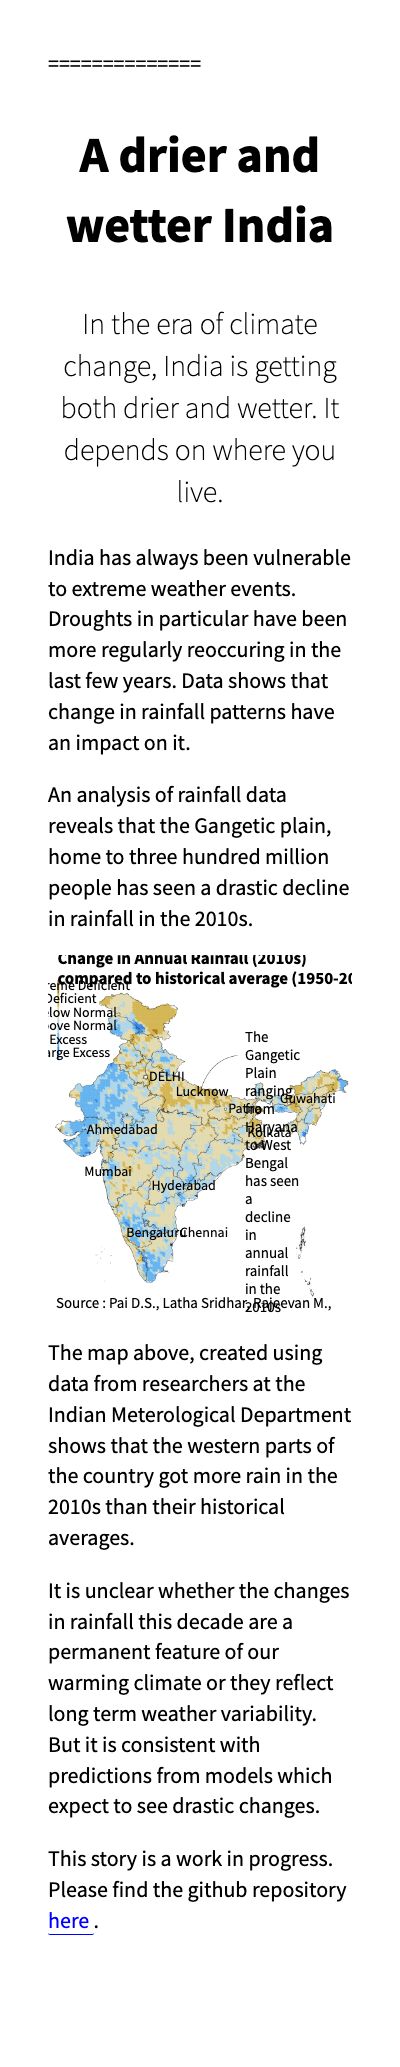 ==============
A drier and
wetter India
In the era of climate
change, India is getting
both drier and wetter. It
depends on where you
live.
India has always been vulnerable
to extreme weather events.
Droughts in particular have been
more regularly reoccuring in the
last few years. Data shows that
change in rainfall patterns have
an impact on it.
An analysis of rainfall data
reveals that the Gangetic plain,
home to three hundred million
people has seen a drastic decline
in rainfall in the 2010s.
Change in Annual Rainfall (2010s)
compared to historical average (1950-20
reme Deficient
Deficient
low Normal
ove Normal
Excess
arge Excess
The
Gangetic
Plain
ranging
from
Haryana
to West
Bengal
has seen
a
decline
in
annual
rainfall
in the
2010s
DELHI
Lucknow
Patna
Guwahati
Ahmedabad
Kolkata
Mumbai
Hyderabad
Bengaluru
Chennai
Source : Pai D.S., Latha Sridhar, Rajeevan M.,
The map above, created using
data from researchers at the
Indian Meterological Department
shows that the western parts of
the country got more rain in the
2010s than their historical
averages.
It is unclear whether the changes
in rainfall this decade are a
permanent feature of our
warming climate or they reflect
long term weather variability.
But it is consistent with
predictions from models which
expect to see drastic changes.
This story is a work in progress.
Please find the github repository
here .